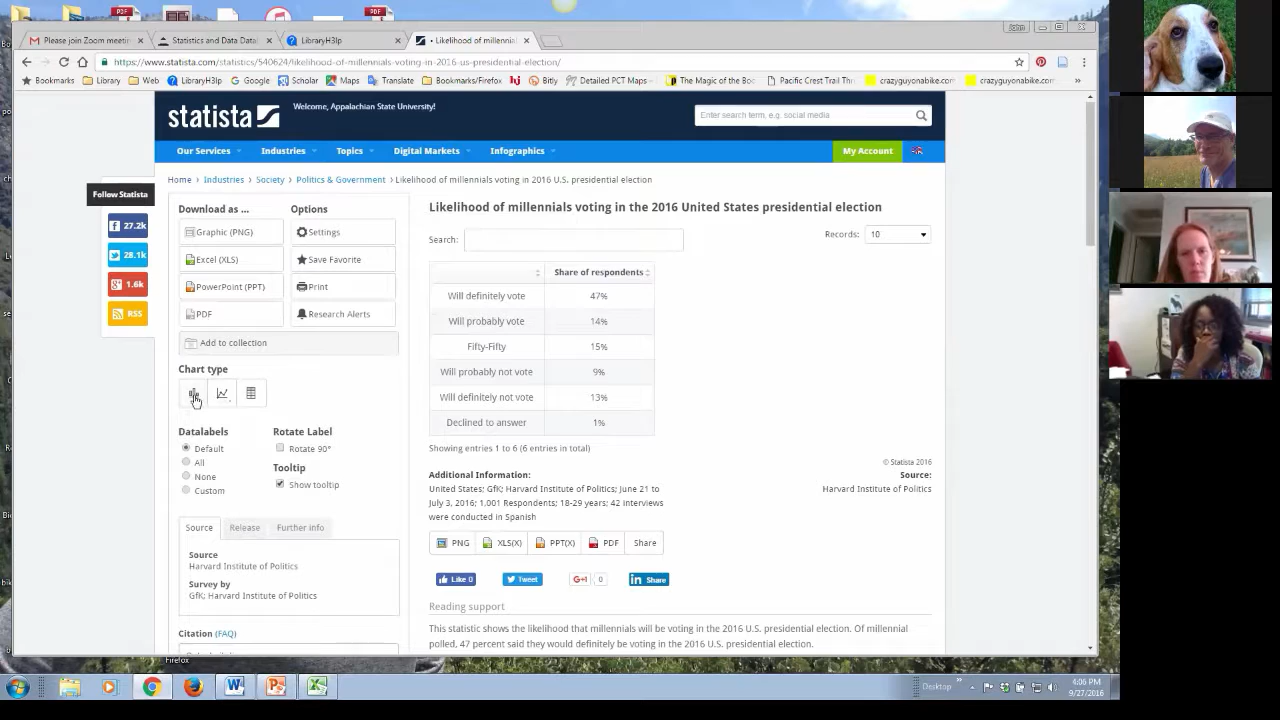 PDF
PDF
John
Please join Zoom meetin
Statistics and Data Datab
LibraryH3lp
Likelihood of millennial
https://www.statista.com/statistics/540624/likelihood-of-millennials-voting-in-2016-us-presidential-election/
Bookmarks Library Web LibraryH3lp Google Scholar Maps Translate Bookmarks/Firefox Bitly Detailed PCT Map The Magic of the Boo Pacific Crest Trail The crazyguyonabike.com crazyguyonabike.com
statista
Welcome, Appalachian State University!
Enter search term, e.g. social media
Our Services Industries Topics Digital Markets Infographics My Account
Home › Industries › Society › Politics & Government › Likelihood of millennials voting in 2016 U.S. presidential election
Follow Statista
27.2k
28.1k
1.6k
RSS
Download as ... Options
Graphic (PNG) Settings
Excel (XLS) Save Favorite
PowerPoint (PPT) Print
PDF Research Alerts
Add to collection
Chart type
Datalabels Rotate Label
Default Rotate 90°
All Tooltip
None Show tooltip
Custom
Source Release Further info
Source
Harvard Institute of Politics
Survey by
GfK; Harvard Institute of Politics
Citation (FAQ)
Likelihood of millennials voting in the 2016 United States presidential election
Search: Records: 10
Share of respondents
Will definitely vote 47%
Will probably vote 14%
Fifty-Fifty 15%
Will probably not vote 9%
Will definitely not vote 13%
Declined to answer 1%
Showing entries 1 to 6 (6 entries in total)
© Statista 2016
Additional Information: Source:
United States; GfK; Harvard Institute of Politics; June 21 to Harvard Institute of Politics
July 3, 2016; 1,001 Respondents; 18-29 years; 42 interviews
were conducted in Spanish
PNG XLS(X) PPT(X) PDF Share
Like 0 Tweet G+1 0 in Share
Reading support
This statistic shows the likelihood that millennials will be voting in the 2016 U.S. presidential election. Of millennial
polled, 47 percent said they would definitely be voting in the 2016 U.S. presidential election.
Firefox
Desktop
4:06 PM
9/27/2016